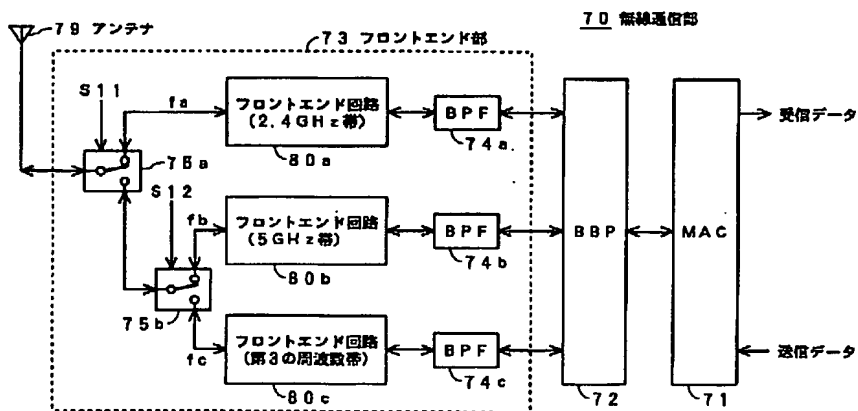 79 アンテナ
73 フロントエンド部
70 無線通信部
S11
fa
フロントエンド回路
(2.4GHz帯)
BPF
受信データ
75a
80a
74a
S12
fb
フロントエンド回路
(5GHz帯)
BPF
BBP
MAC
80b
74b
75b
fc
フロントエンド回路
(第3の周波数帯)
BPF
送信データ
80c
74c
72
71